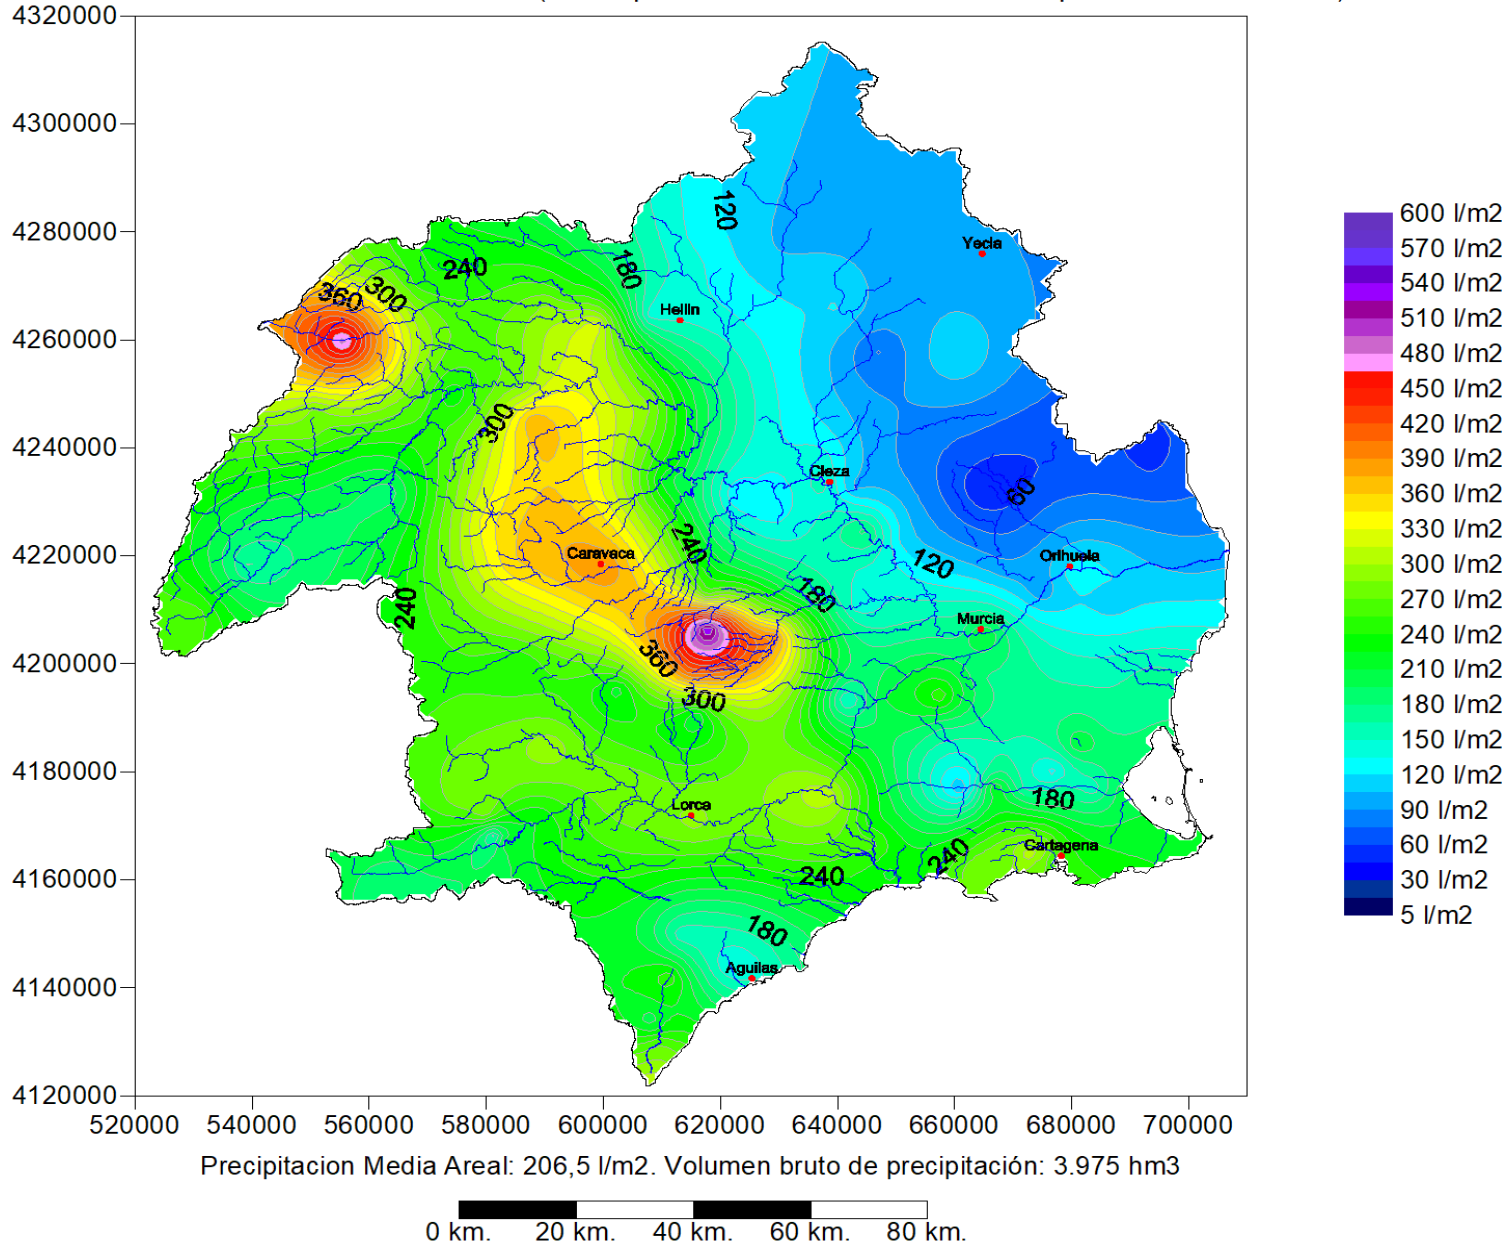 4320000
4300000
4280000
4260000
4240000
4220000
4200000
4180000
4160000
4140000
4120000
520000 540000 560000 580000 600000 620000 640000 660000 680000 700000
120
Yecla
240
180
300
360
Hellin
300
Cieza
60
240
Caravaca
120
Orihuela
240
180
Murcia
360
300
180
Lorca
240
Cartagena
240
180
Aguilas
600 l/m2
570 l/m2
540 l/m2
510 l/m2
480 l/m2
450 l/m2
420 l/m2
390 l/m2
360 l/m2
330 l/m2
300 l/m2
270 l/m2
240 l/m2
210 l/m2
180 l/m2
150 l/m2
120 l/m2
90 l/m2
60 l/m2
30 l/m2
5 l/m2
Precipitacion Media Areal: 206,5 l/m2. Volumen bruto de precipitación: 3.975 hm3
0 km. 20 km. 40 km. 60 km. 80 km.